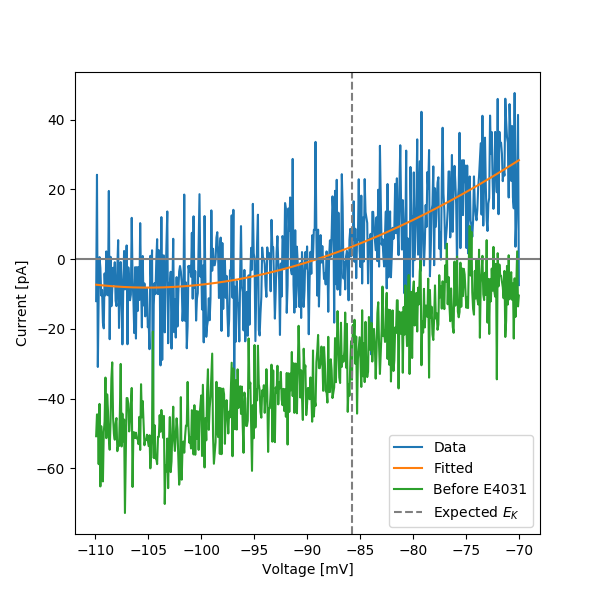 40
20
0
−20
−40
−60
Current [pA]
−110 −105 −100 −95 −90 −85 −80 −75 −70
Voltage [mV]
Data
Fitted
Before E4031
Expected E_K